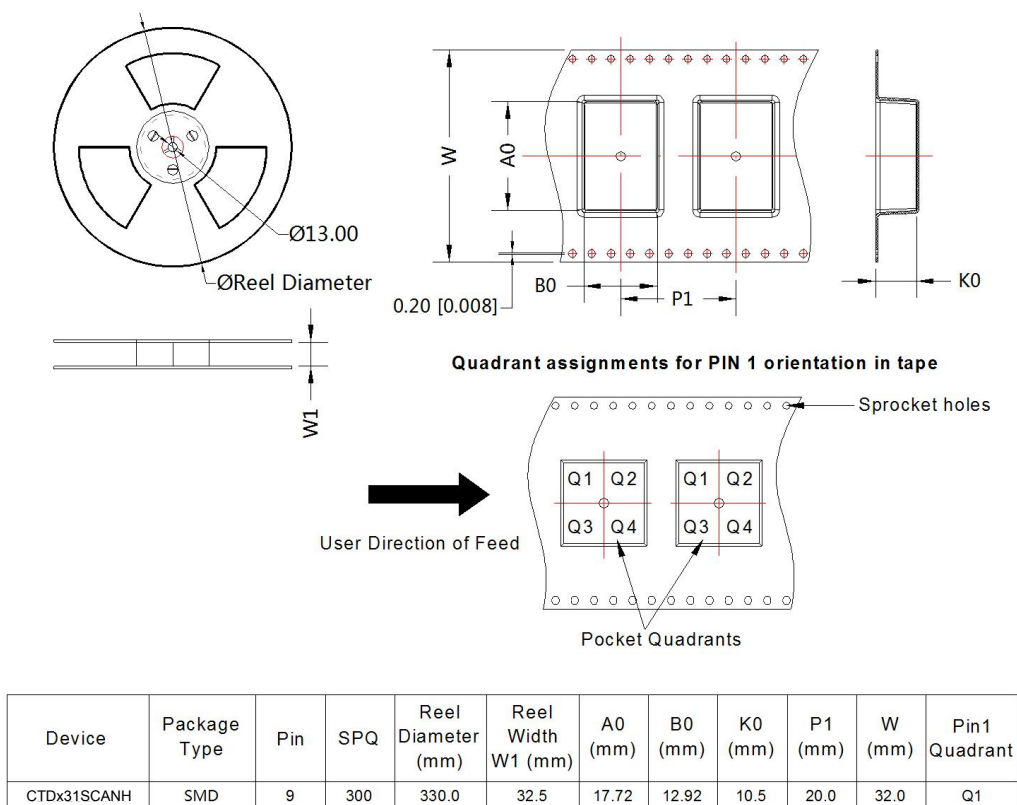 Ø13.00
ØReel Diameter
W1
W
A0
0.20 [0.008]
B0
P1
K0
Quadrant assignments for PIN 1 orientation in tape
Sprocket holes
Q1 Q2 Q1 Q2
Q3 Q4 Q3 Q4
User Direction of Feed
Pocket Quadrants
Device Package Type Pin SPQ Reel Diameter (mm) Reel Width W1 (mm) A0 (mm) B0 (mm) K0 (mm) P1 (mm) W (mm) Pin1 Quadrant
CTDx31SCANH SMD 9 300 330.0 32.5 17.72 12.92 10.5 20.0 32.0 Q1